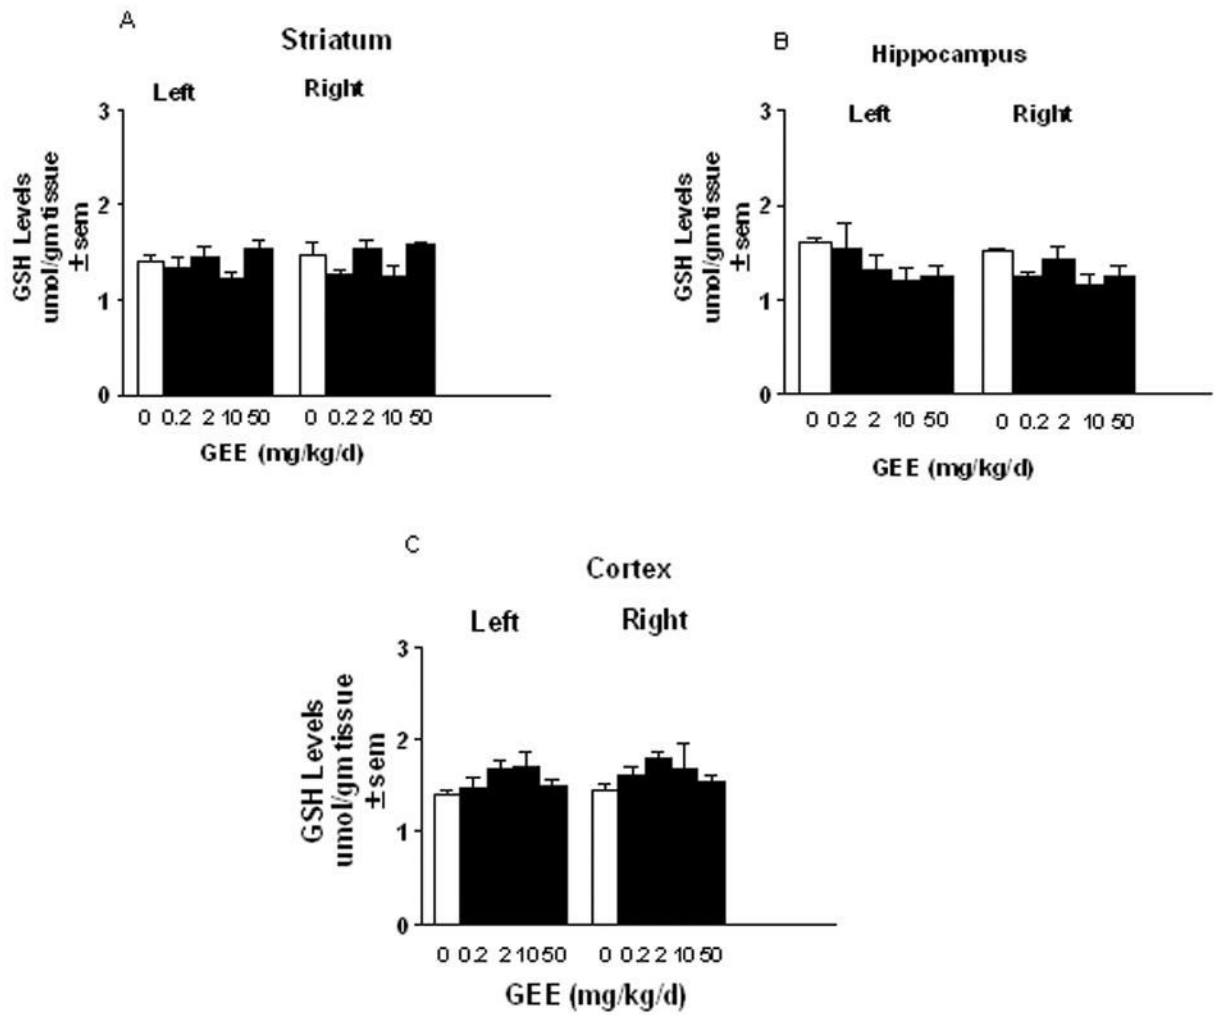 A
Striatum
Left Right
3
2
1
0
GSH Levels
umol/gm tissue
±sem
0 0.2 2 10 50 0 0.2 2 10 50
GEE (mg/kg/d)
B
Hippocampus
Left Right
3
2
1
0
GSH Levels
umol/gm tissue
±sem
0 0.2 2 10 50 0 0.2 2 10 50
GEE (mg/kg/d)
C
Cortex
Left Right
3
2
1
0
GSH Levels
umol/gm tissue
±sem
0 0.2 2 10 50 0 0.2 2 10 50
GEE (mg/kg/d)